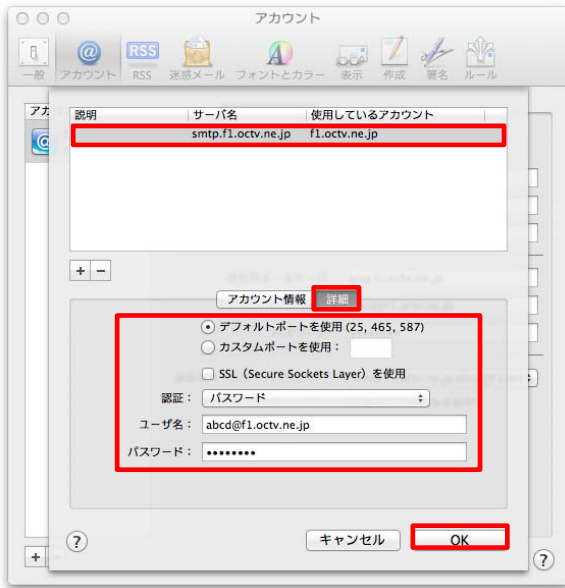 アカウント
RSS
一般 アカウント RSS 迷惑メール フォントとカラー 表示 作成 署名 ルール
説明 サーバ名 使用しているアカウント
smtp.f1.octv.ne.jp f1.octv.ne.jp
+ −
アカウント情報 詳細
デフォルトポートを使用 (25, 465, 587)
カスタムポートを使用：
SSL（Secure Sockets Layer）を使用
認証： パスワード
ユーザ名： abcd@f1.octv.ne.jp
パスワード： ••••••••
? キャンセル OK
+ ?